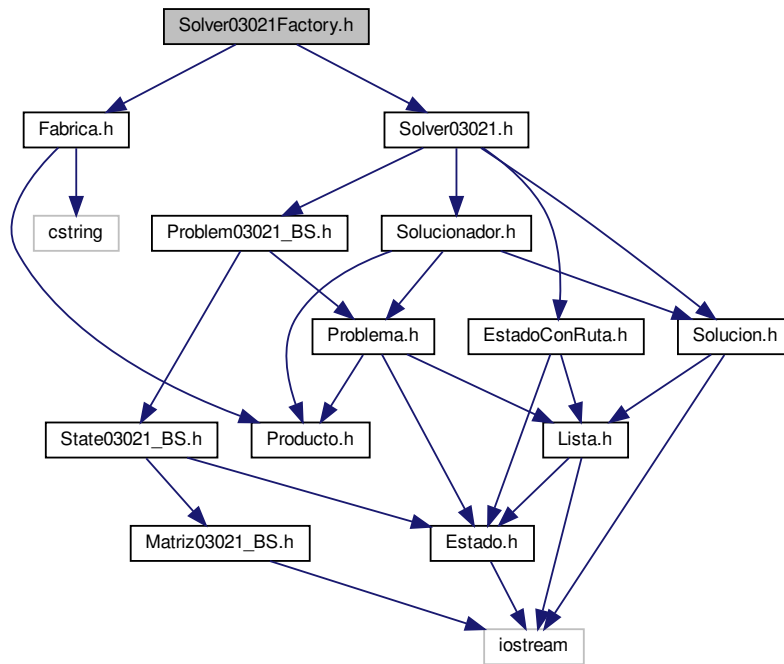 Solver03021Factory.h
Fabrica.h
Solver03021.h
cstring
Problem03021_BS.h
Solucionador.h
Problema.h
EstadoConRuta.h
Solucion.h
State03021_BS.h
Producto.h
Lista.h
Matriz03021_BS.h
Estado.h
iostream